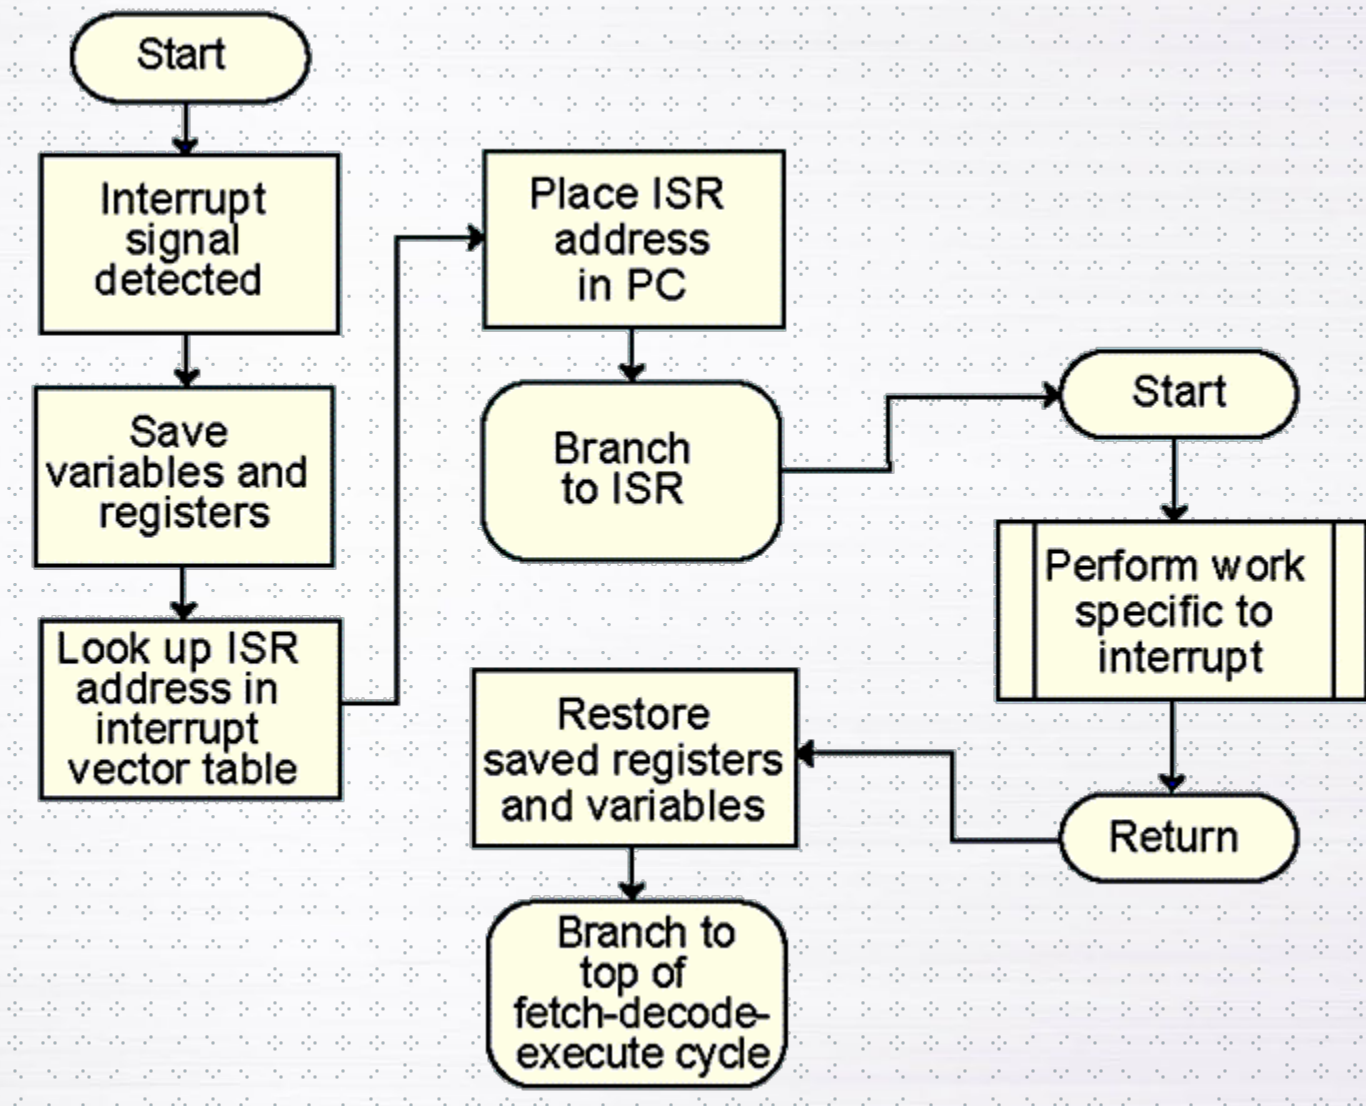 Start
Interrupt
signal
detected
Save
variables and
registers
Look up ISR
address in
interrupt
vector table
Place ISR
address
in PC
Branch
to ISR
Start
Perform work
specific to
interrupt
Return
Restore
saved registers
and variables
Branch to
top of
fetch-decode-
execute cycle